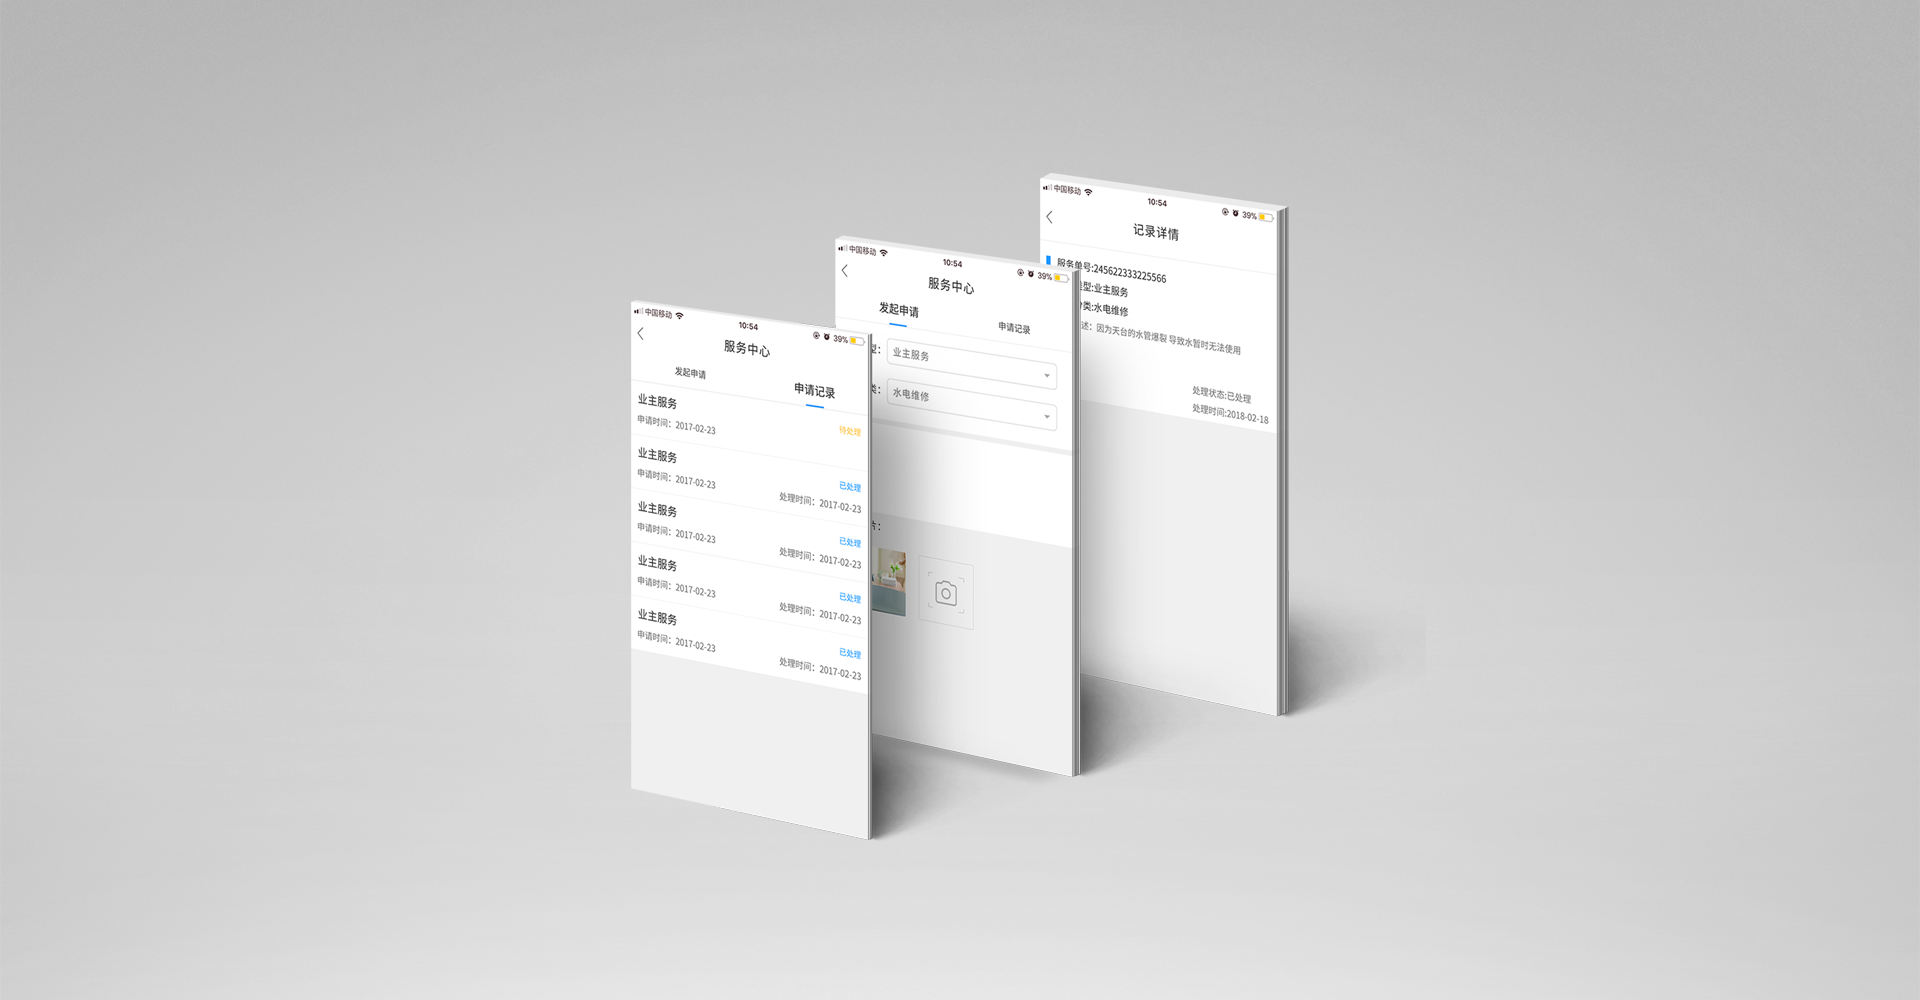 中国移动
10:54
39%
服务中心
发起申请
申请记录
业主服务
申请时间：2017-02-23
待处理
业主服务
申请时间：2017-02-23
已处理
处理时间：2017-02-23
业主服务
申请时间：2017-02-23
已处理
处理时间：2017-02-23
业主服务
申请时间：2017-02-23
已处理
处理时间：2017-02-23
业主服务
申请时间：2017-02-23
已处理
处理时间：2017-02-23
中国移动
10:54
39%
服务中心
发起申请
申请记录
型：
业主服务
类：
水电维修
片：
中国移动
10:54
39%
记录详情
服务单号:245622333225566
类型:业主服务
分类:水电维修
述：因为天台的水管爆裂 导致水暂时无法使用
处理状态:已处理
处理时间:2018-02-18